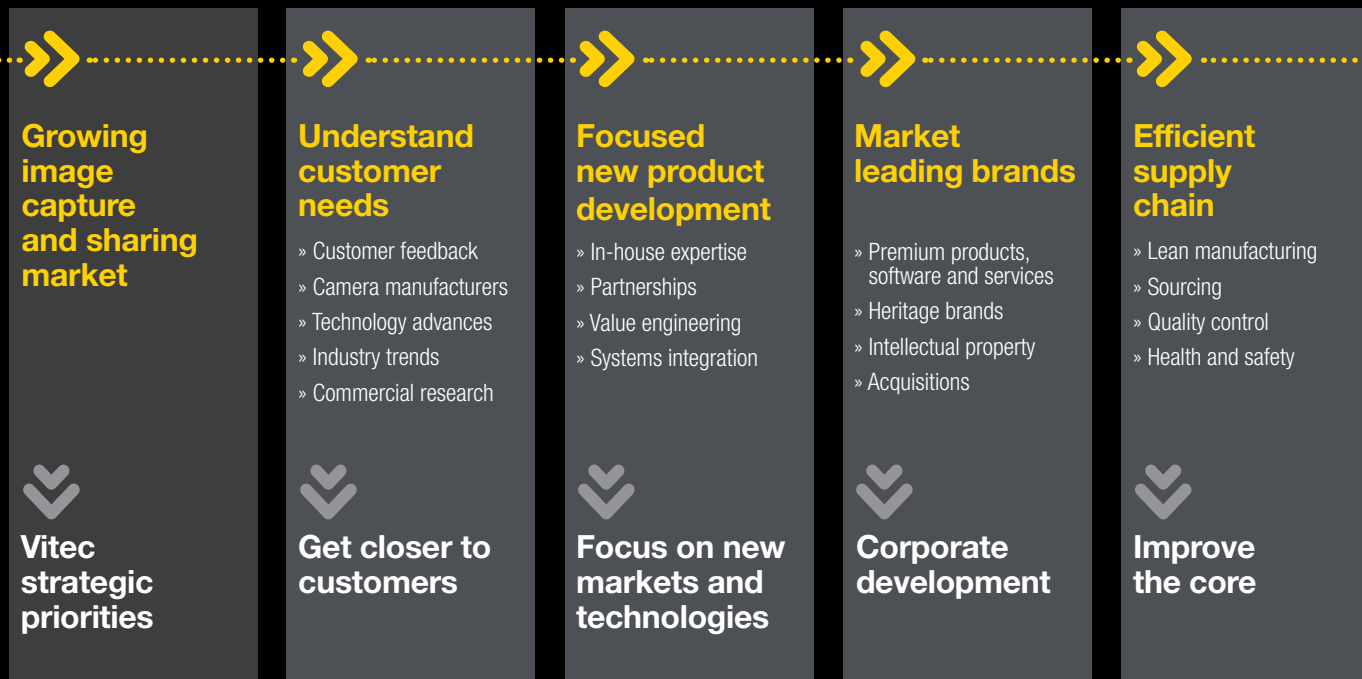 Growing
image
capture
and sharing
market
Vitec
strategic
priorities
Understand
customer
needs
» Customer feedback
» Camera manufacturers
» Technology advances
» Industry trends
» Commercial research
Get closer to
customers
Focused
new product
development
» In-house expertise
» Partnerships
» Value engineering
» Systems integration
Focus on new
markets and
technologies
Market
leading brands
» Premium products,
software and services
» Heritage brands
» Intellectual property
» Acquisitions
Corporate
development
Efficient
supply
chain
» Lean manufacturing
» Sourcing
» Quality control
» Health and safety
Improve
the core